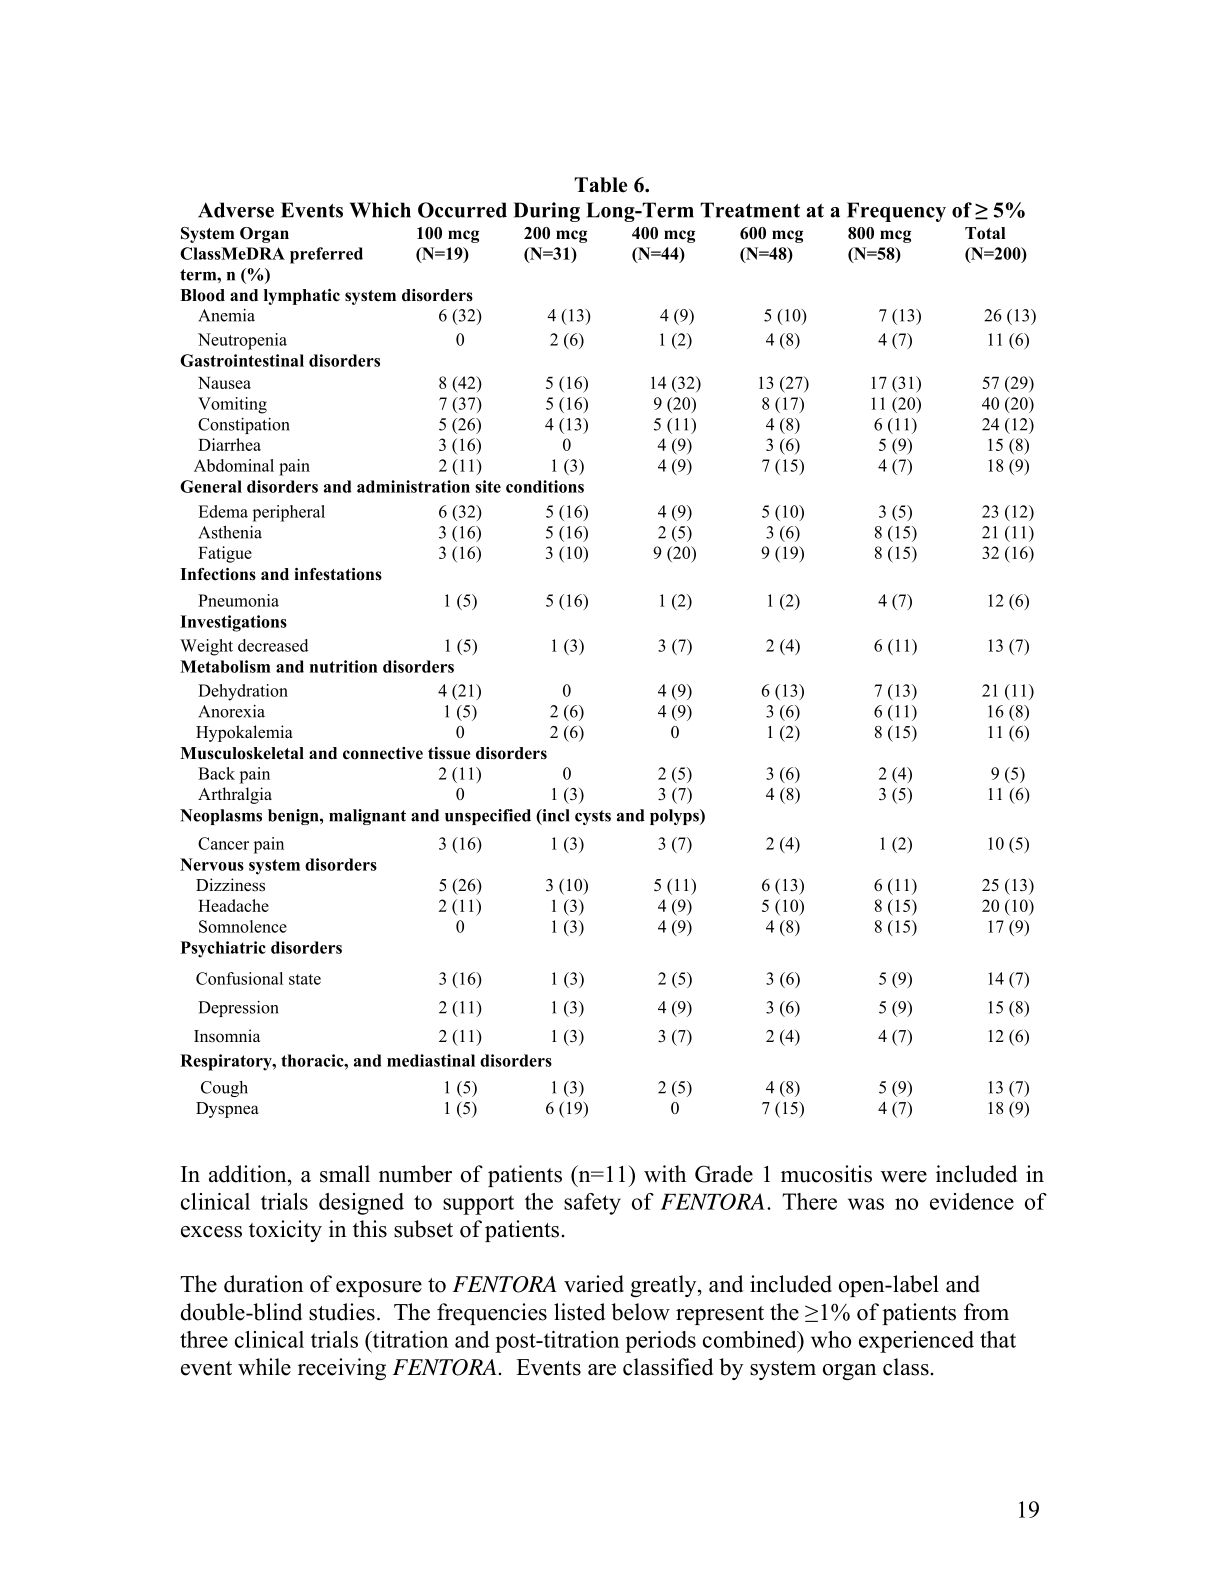 Table 6.
Adverse Events Which Occurred During Long-Term Treatment at a Frequency of ≥ 5%
System Organ 100 mcg 200 mcg 400 mcg 600 mcg 800 mcg Total
ClassMeDRA preferred (N=19) (N=31) (N=44) (N=48) (N=58) (N=200)
term, n (%)
Blood and lymphatic system disorders
Anemia 6 (32) 4 (13) 4 (9) 5 (10) 7 (13) 26 (13)
Neutropenia 0 2 (6) 1 (2) 4 (8) 4 (7) 11 (6)
Gastrointestinal disorders
Nausea 8 (42) 5 (16) 14 (32) 13 (27) 17 (31) 57 (29)
Vomiting 7 (37) 5 (16) 9 (20) 8 (17) 11 (20) 40 (20)
Constipation 5 (26) 4 (13) 5 (11) 4 (8) 6 (11) 24 (12)
Diarrhea 3 (16) 0 4 (9) 3 (6) 5 (9) 15 (8)
Abdominal pain 2 (11) 1 (3) 4 (9) 7 (15) 4 (7) 18 (9)
General disorders and administration site conditions
Edema peripheral 6 (32) 5 (16) 4 (9) 5 (10) 3 (5) 23 (12)
Asthenia 3 (16) 5 (16) 2 (5) 3 (6) 8 (15) 21 (11)
Fatigue 3 (16) 3 (10) 9 (20) 9 (19) 8 (15) 32 (16)
Infections and infestations
Pneumonia 1 (5) 5 (16) 1 (2) 1 (2) 4 (7) 12 (6)
Investigations
Weight decreased 1 (5) 1 (3) 3 (7) 2 (4) 6 (11) 13 (7)
Metabolism and nutrition disorders
Dehydration 4 (21) 0 4 (9) 6 (13) 7 (13) 21 (11)
Anorexia 1 (5) 2 (6) 4 (9) 3 (6) 6 (11) 16 (8)
Hypokalemia 0 2 (6) 0 1 (2) 8 (15) 11 (6)
Musculoskeletal and connective tissue disorders
Back pain 2 (11) 0 2 (5) 3 (6) 2 (4) 9 (5)
Arthralgia 0 1 (3) 3 (7) 4 (8) 3 (5) 11 (6)
Neoplasms benign, malignant and unspecified (incl cysts and polyps)
Cancer pain 3 (16) 1 (3) 3 (7) 2 (4) 1 (2) 10 (5)
Nervous system disorders
Dizziness 5 (26) 3 (10) 5 (11) 6 (13) 6 (11) 25 (13)
Headache 2 (11) 1 (3) 4 (9) 5 (10) 8 (15) 20 (10)
Somnolence 0 1 (3) 4 (9) 4 (8) 8 (15) 17 (9)
Psychiatric disorders
Confusional state 3 (16) 1 (3) 2 (5) 3 (6) 5 (9) 14 (7)
Depression 2 (11) 1 (3) 4 (9) 3 (6) 5 (9) 15 (8)
Insomnia 2 (11) 1 (3) 3 (7) 2 (4) 4 (7) 12 (6)
Respiratory, thoracic, and mediastinal disorders
Cough 1 (5) 1 (3) 2 (5) 4 (8) 5 (9) 13 (7)
Dyspnea 1 (5) 6 (19) 0 7 (15) 4 (7) 18 (9)
In addition, a small number of patients (n=11) with Grade 1 mucositis were included in
clinical trials designed to support the safety of FENTORA. There was no evidence of
excess toxicity in this subset of patients.
The duration of exposure to FENTORA varied greatly, and included open-label and
double-blind studies. The frequencies listed below represent the ≥1% of patients from
three clinical trials (titration and post-titration periods combined) who experienced that
event while receiving FENTORA. Events are classified by system organ class.
19